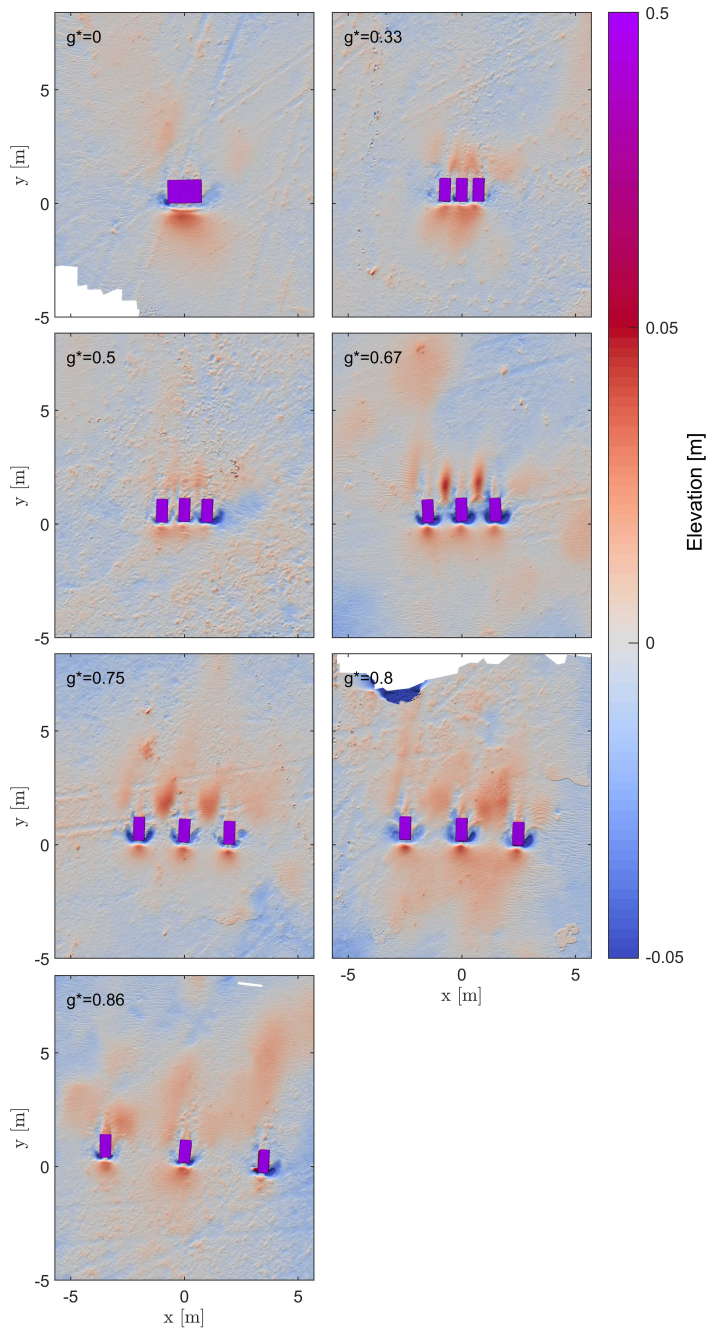 g*=0
g*=0.33
0.5
5
0
-5
y [m]
g*=0.5
g*=0.67
0.05
5
0
-5
y [m]
Elevation [m]
0
g*=0.75
g*=0.8
5
0
-5
y [m]
-0.05
-5 0 5
x [m]
g*=0.86
5
0
-5
y [m]
-5 0 5
x [m]